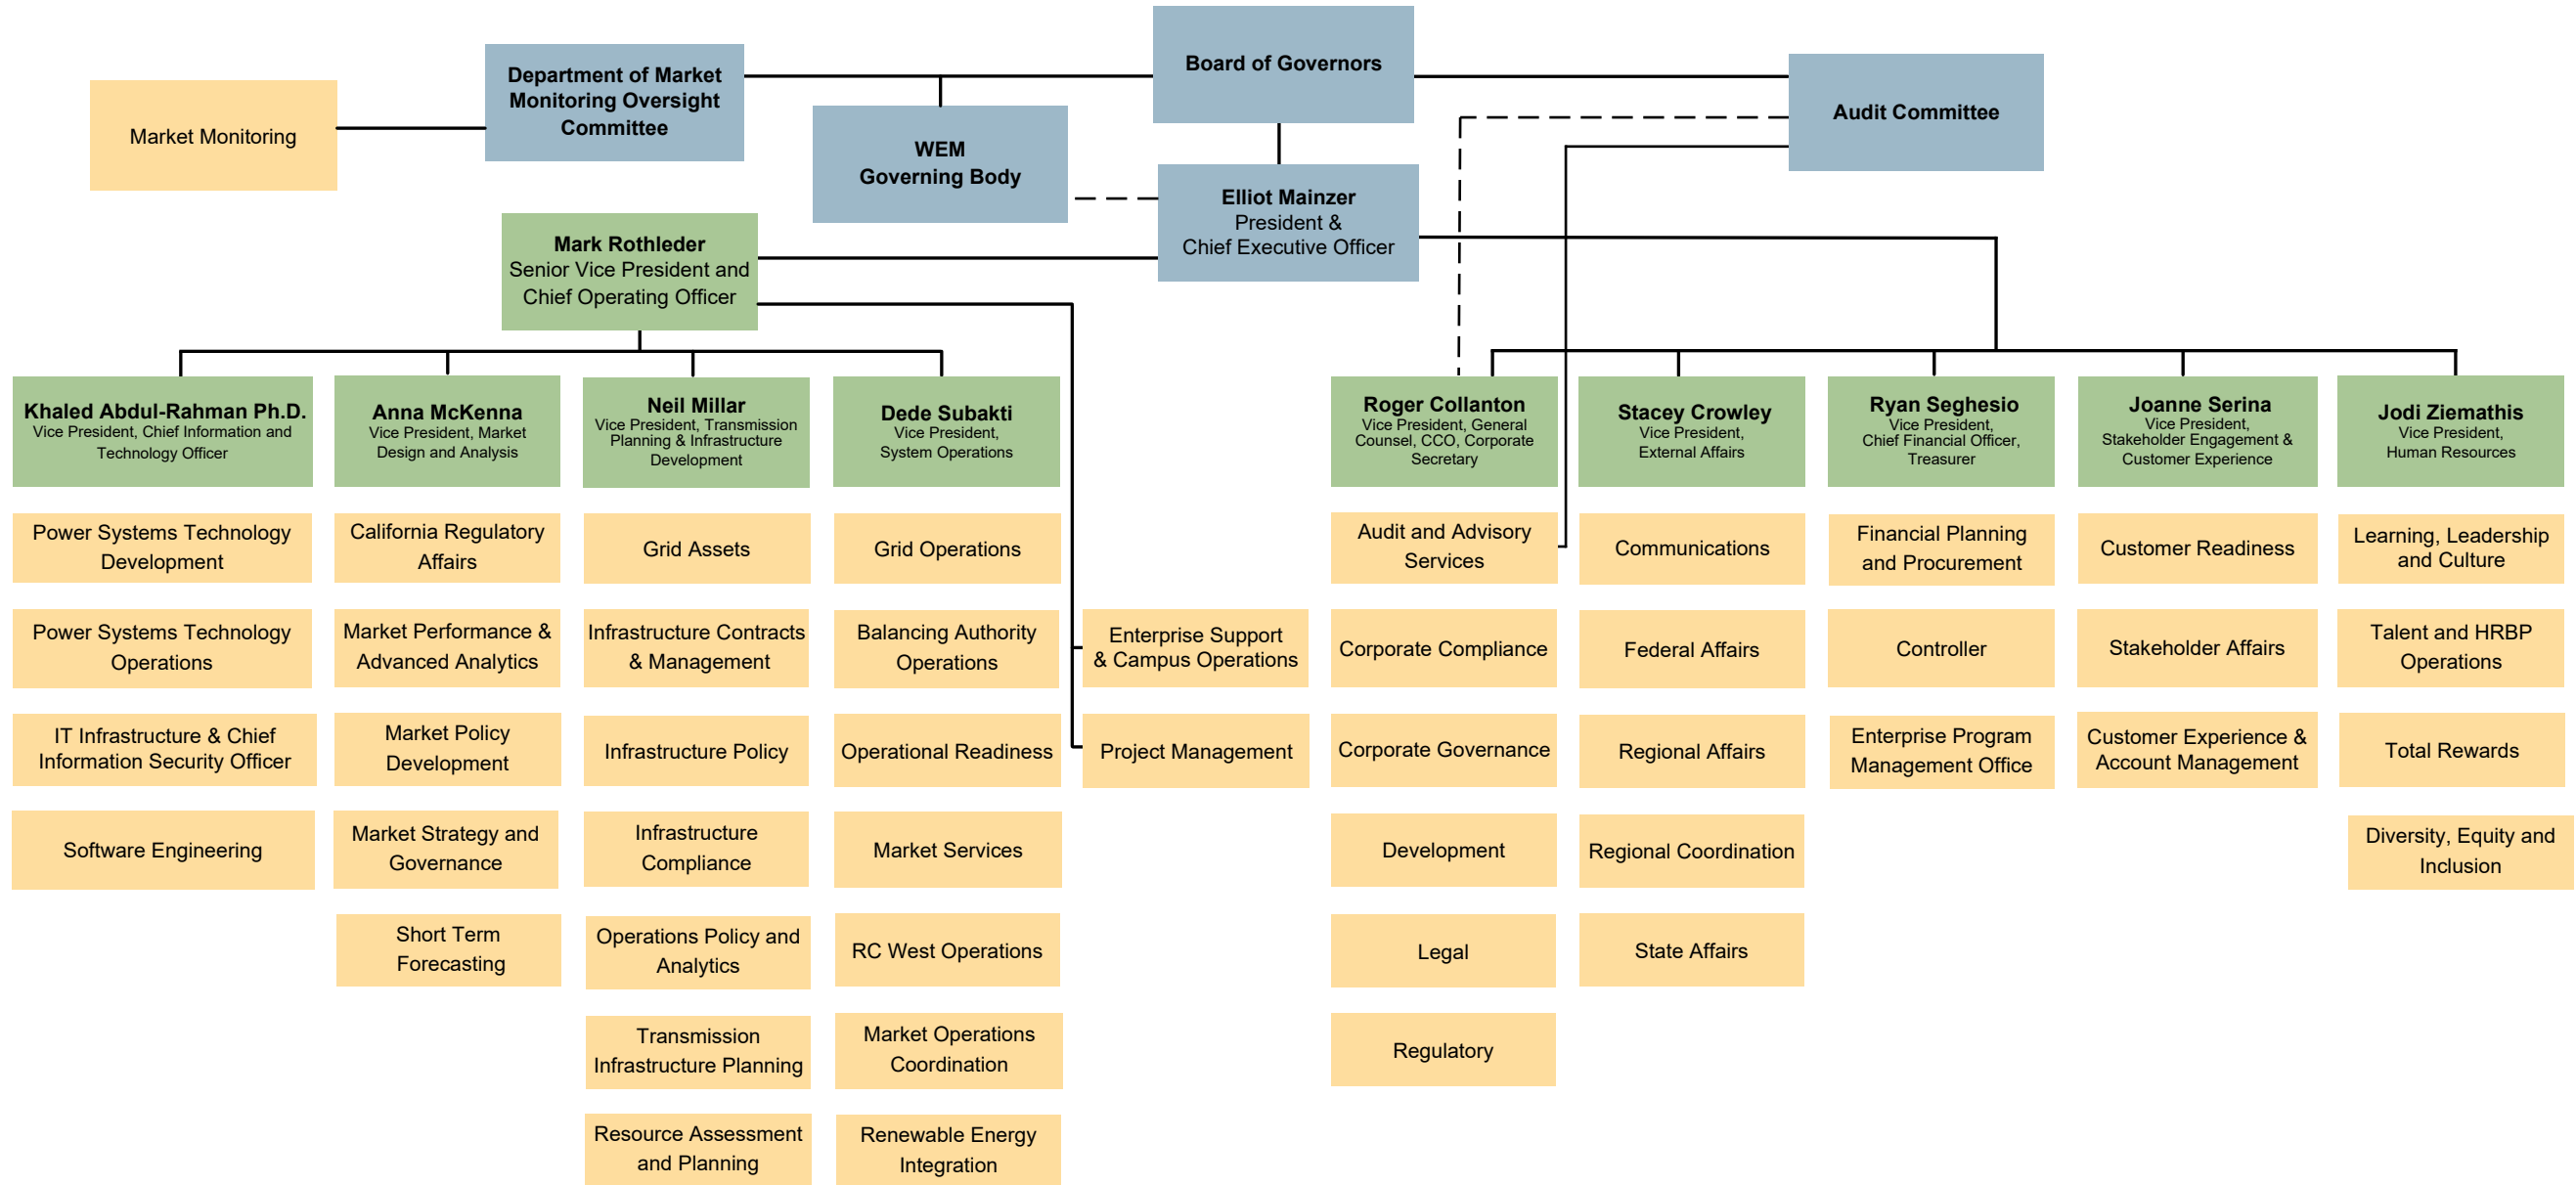 Board of Governors
Department of Market
Monitoring Oversight
Committee
Market Monitoring
Audit Committee
WEM
Governing Body
Elliot Mainzer
President &
Chief Executive Officer
Mark Rothleder
Senior Vice President and
Chief Operating Officer
Khaled Abdul-Rahman Ph.D.
Vice President, Chief Information and
Technology Officer
Power Systems Technology
Development
Power Systems Technology
Operations
IT Infrastructure & Chief
Information Security Officer
Software Engineering
Anna McKenna
Vice President, Market
Design and Analysis
California Regulatory
Affairs
Market Performance &
Advanced Analytics
Market Policy
Development
Market Strategy and
Governance
Short Term
Forecasting
Neil Millar
Vice President, Transmission
Planning & Infrastructure
Development
Grid Assets
Infrastructure Contracts
& Management
Infrastructure Policy
Infrastructure
Compliance
Operations Policy and
Analytics
Transmission
Infrastructure Planning
Resource Assessment
and Planning
Dede Subakti
Vice President,
System Operations
Grid Operations
Balancing Authority
Operations
Operational Readiness
Market Services
RC West Operations
Market Operations
Coordination
Renewable Energy
Integration
Enterprise Support
& Campus Operations
Project Management
Roger Collanton
Vice President, General
Counsel, CCO, Corporate
Secretary
Audit and Advisory
Services
Corporate Compliance
Corporate Governance
Development
Legal
Regulatory
Stacey Crowley
Vice President,
External Affairs
Communications
Federal Affairs
Regional Affairs
Regional Coordination
State Affairs
Ryan Seghesio
Vice President,
Chief Financial Officer,
Treasurer
Financial Planning
and Procurement
Controller
Enterprise Program
Management Office
Joanne Serina
Vice President,
Stakeholder Engagement &
Customer Experience
Customer Readiness
Stakeholder Affairs
Customer Experience &
Account Management
Jodi Ziemathis
Vice President,
Human Resources
Learning, Leadership
and Culture
Talent and HRBP
Operations
Total Rewards
Diversity, Equity and
Inclusion